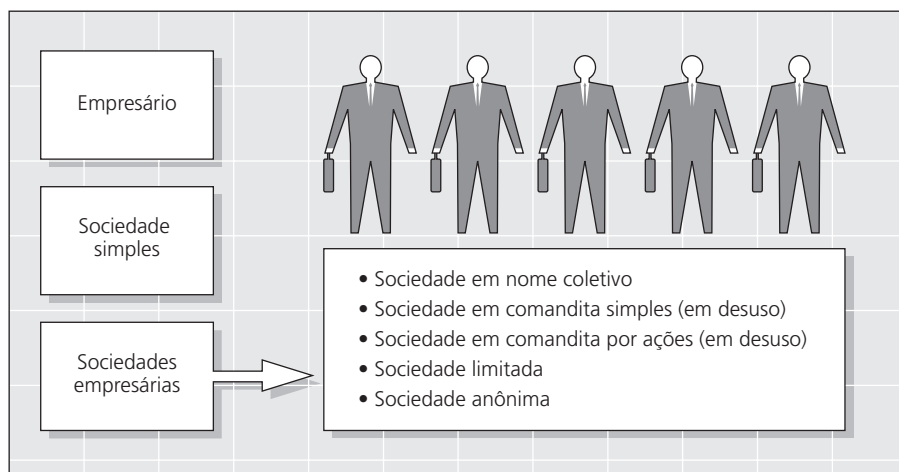 Empresário
Sociedade
simples
Sociedades
empresárias
• Sociedade em nome coletivo
• Sociedade em comandita simples (em desuso)
• Sociedade em comandita por ações (em desuso)
• Sociedade limitada
• Sociedade anônima